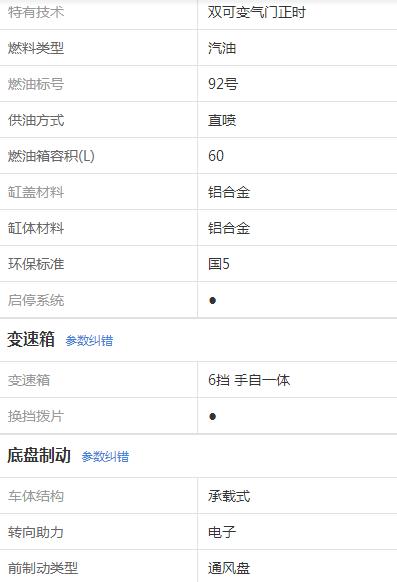 特有技术 双可变气门正时
燃料类型 汽油
燃油标号 92号
供油方式 直喷
燃油箱容积(L) 60
缸盖材料 铝合金
缸体材料 铝合金
环保标准 国5
启停系统 ●
变速箱 参数纠错
变速箱 6挡 手自一体
换挡拨片 ●
底盘制动 参数纠错
车体结构 承载式
转向助力 电子
前制动类型 通风盘